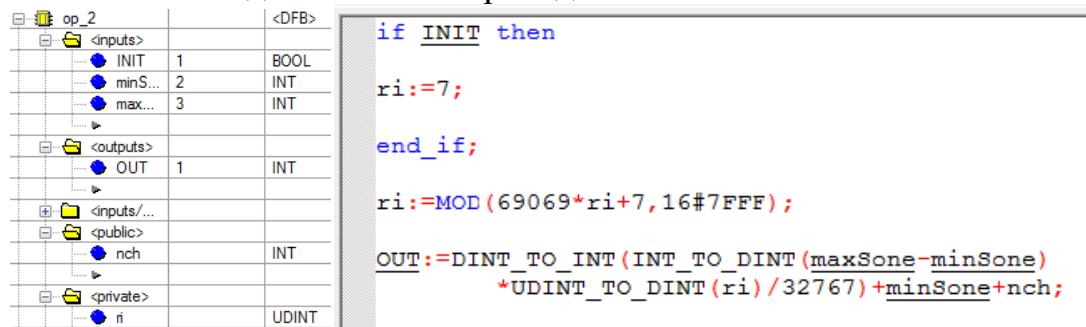 op_2 <DFB>
<inputs>
INIT 1 BOOL
minS... 2 INT
max... 3 INT
<outputs>
OUT 1 INT
<inputs/...
<public>
nch INT
<private>
ri UDINT
if INIT then
ri:=7;
end_if;
ri:=MOD(69069*ri+7,16#7FFF);
OUT:=DINT_TO_INT(INT_TO_DINT(maxSone-minSone)
*UDINT_TO_DINT(ri)/32767)+minSone+nch;